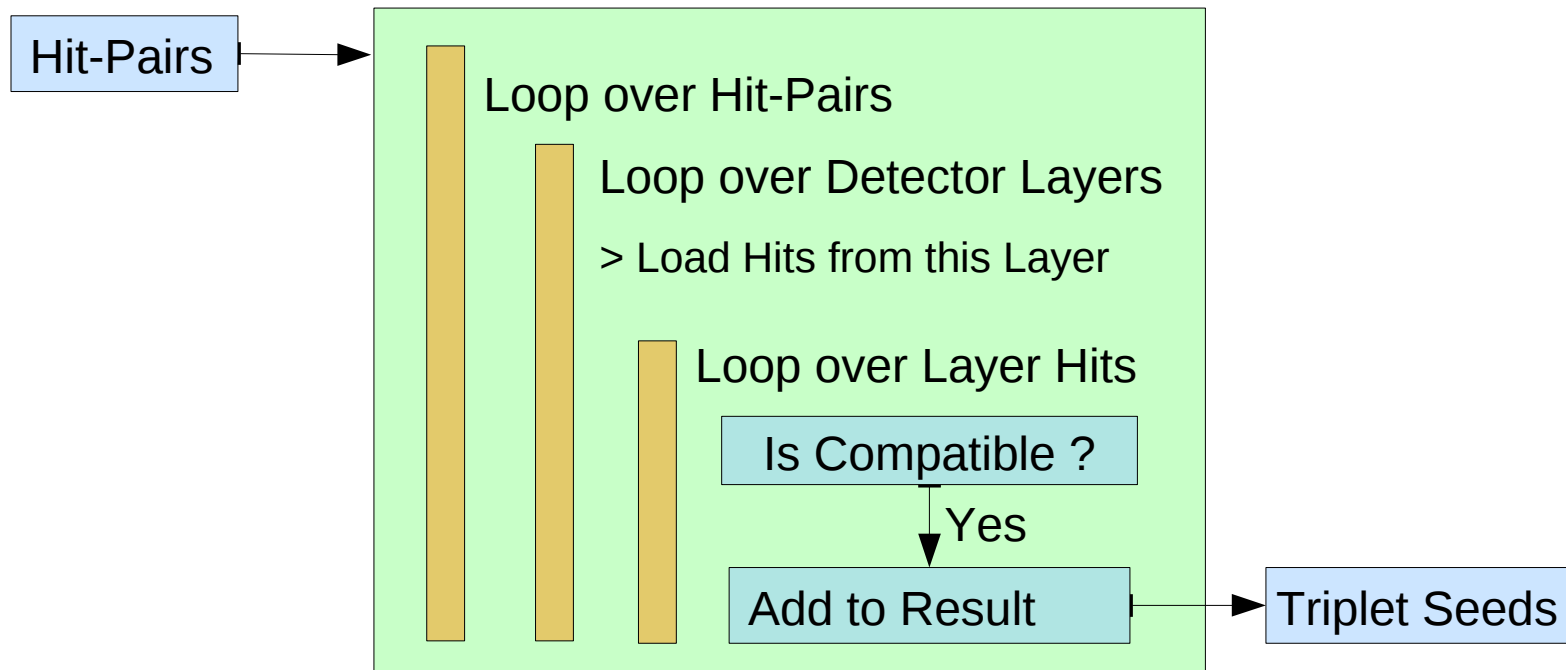 Hit-Pairs
Loop over Hit-Pairs
Loop over Detector Layers
> Load Hits from this Layer
Loop over Layer Hits
Is Compatible ?
Yes
Add to Result
Triplet Seeds